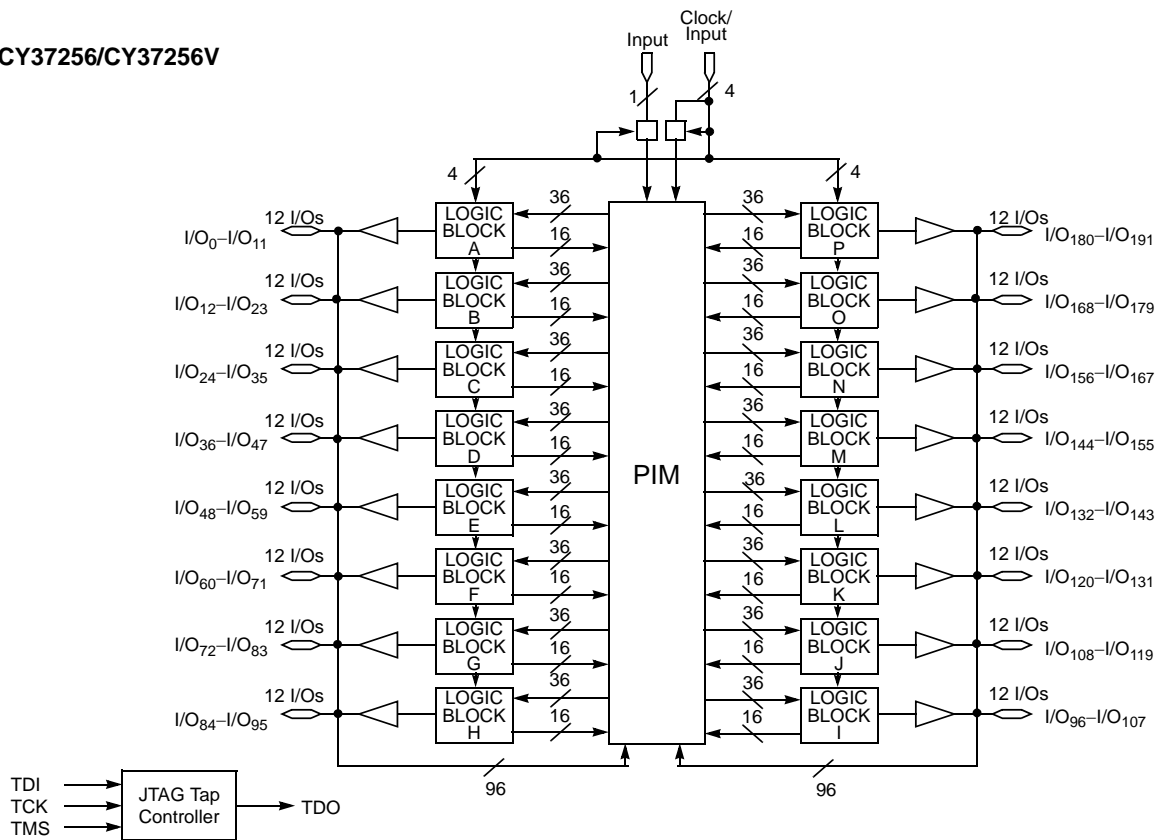 CY37256/CY37256V
Input
Clock/
Input
1
4
4
4
12 I/Os
I/O0–I/O11
LOGIC
BLOCK
A
36
16
36
16
LOGIC
BLOCK
P
12 I/Os
I/O180–I/O191
12 I/Os
I/O12–I/O23
LOGIC
BLOCK
B
36
16
36
16
LOGIC
BLOCK
O
12 I/Os
I/O168–I/O179
12 I/Os
I/O24–I/O35
LOGIC
BLOCK
C
36
16
36
16
LOGIC
BLOCK
N
12 I/Os
I/O156–I/O167
12 I/Os
I/O36–I/O47
LOGIC
BLOCK
D
36
16
PIM
36
16
LOGIC
BLOCK
M
12 I/Os
I/O144–I/O155
12 I/Os
I/O48–I/O59
LOGIC
BLOCK
E
36
16
36
16
LOGIC
BLOCK
L
12 I/Os
I/O132–I/O143
12 I/Os
I/O60–I/O71
LOGIC
BLOCK
F
36
16
36
16
LOGIC
BLOCK
K
12 I/Os
I/O120–I/O131
12 I/Os
I/O72–I/O83
LOGIC
BLOCK
G
36
16
36
16
LOGIC
BLOCK
J
12 I/Os
I/O108–I/O119
12 I/Os
I/O84–I/O95
LOGIC
BLOCK
H
36
16
36
16
LOGIC
BLOCK
I
12 I/Os
I/O96–I/O107
96
96
TDI
TCK
TMS
JTAG Tap
Controller
TDO